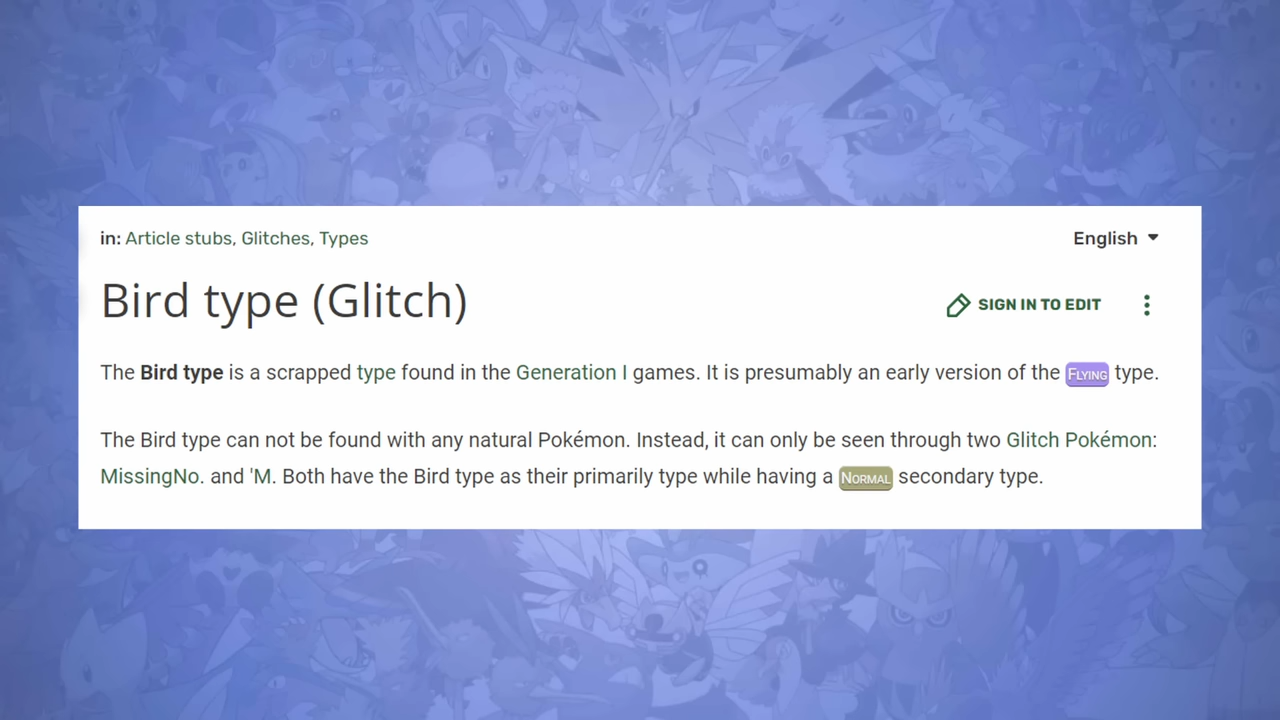 in: Article stubs, Glitches, Types
English
Bird type (Glitch)
SIGN IN TO EDIT
The Bird type is a scrapped type found in the Generation I games. It is presumably an early version of the FLYING type.
The Bird type can not be found with any natural Pokémon. Instead, it can only be seen through two Glitch Pokémon:
MissingNo. and 'M. Both have the Bird type as their primarily type while having a NORMAL secondary type.